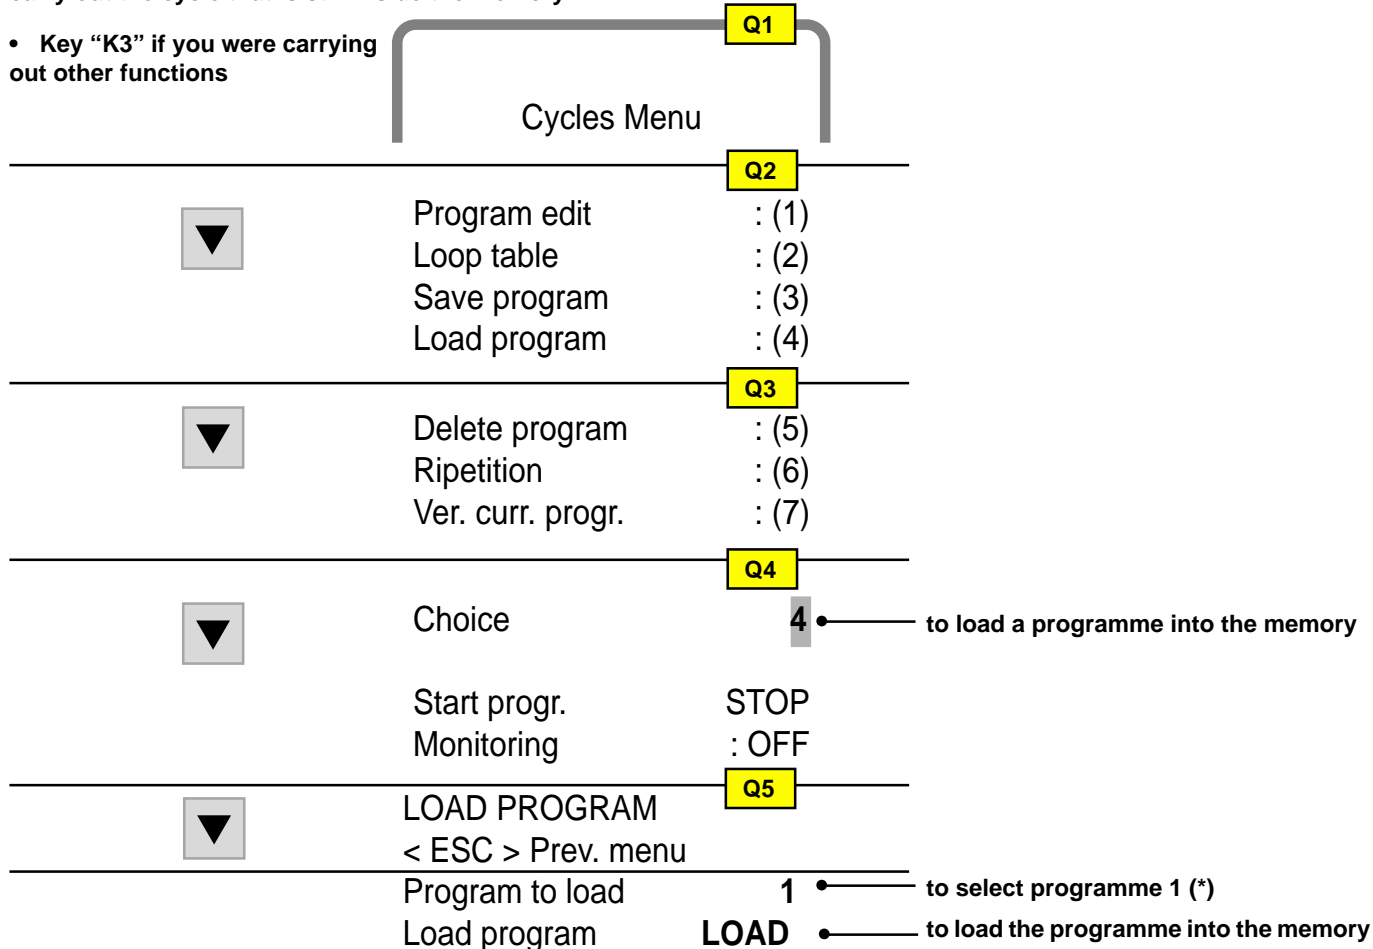 Q1
• Key “K3” if you were carrying
out other functions
Cycles Menu
Q2
Program edit : (1)
Loop table : (2)
Save program : (3)
Load program : (4)
Q3
Delete program : (5)
Ripetition : (6)
Ver. curr. progr. : (7)
Q4
Choice 4 to load a programme into the memory
Start progr. STOP
Monitoring : OFF
Q5
LOAD PROGRAM
< ESC > Prev. menu
Program to load 1 to select programme 1 (*)
Load program LOAD to load the programme into the memory